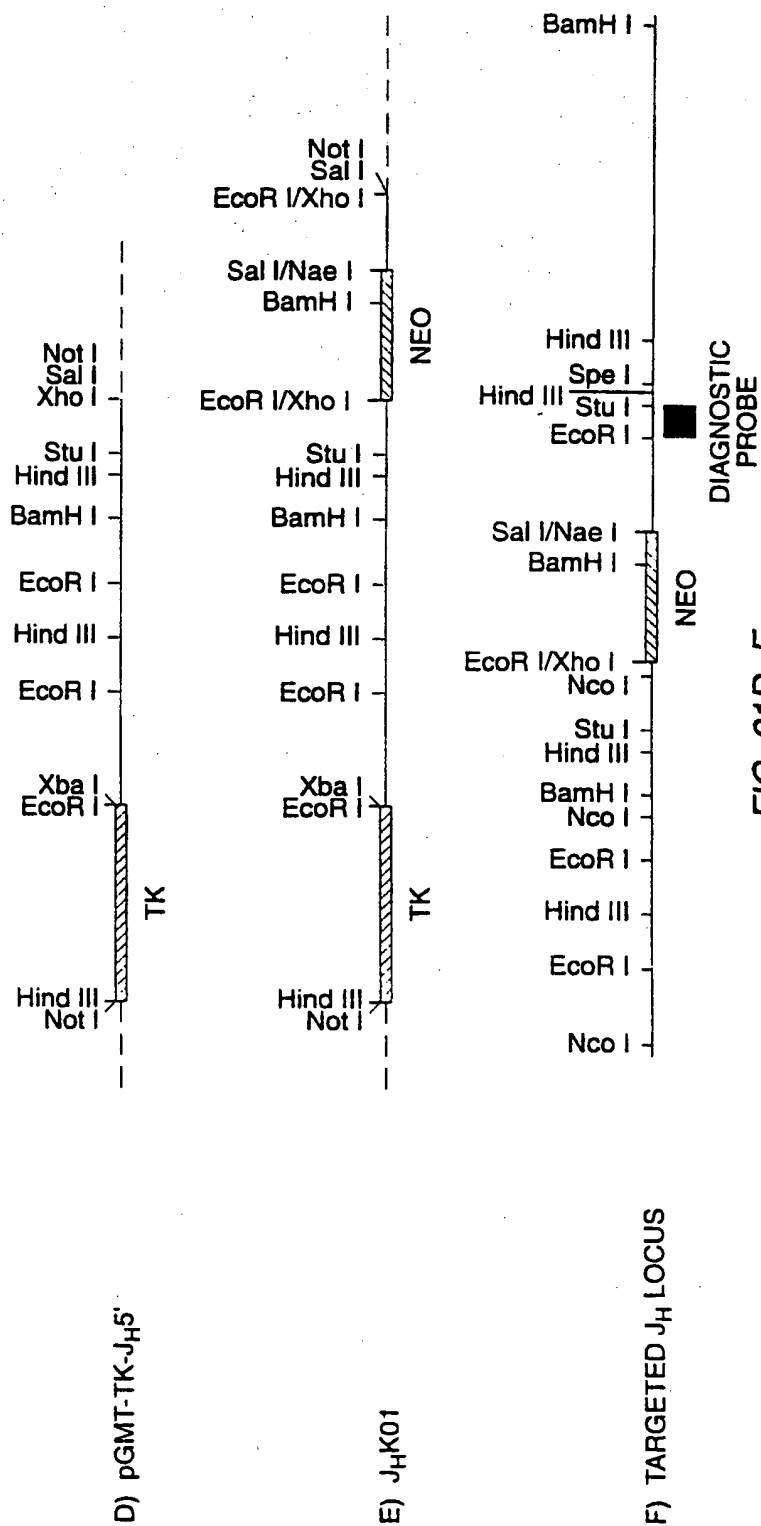 D) pGMT-TK-JH5'
Not I
Hind III
TK
EcoR I
Xba I
EcoR I
Hind III
EcoR I
BamH I
Hind III
Stu I
Xho I
Sal I
Not I
E) JHK01
Not I
Hind III
TK
EcoR I
Xba I
EcoR I
Hind III
EcoR I
BamH I
Hind III
Stu I
EcoR I/Xho I
NEO
BamH I
Sal I/Nae I
EcoR I/Xho I
Sal I
Not I
F) TARGETED JH LOCUS
Nco I
EcoR I
Hind III
EcoR I
Nco I
BamH I
Hind III
Stu I
Nco I
EcoR I/Xho I
NEO
BamH I
Sal I/Nae I
EcoR I
Stu I
Hind III
Spe I
Hind III
BamH I
DIAGNOSTIC
PROBE